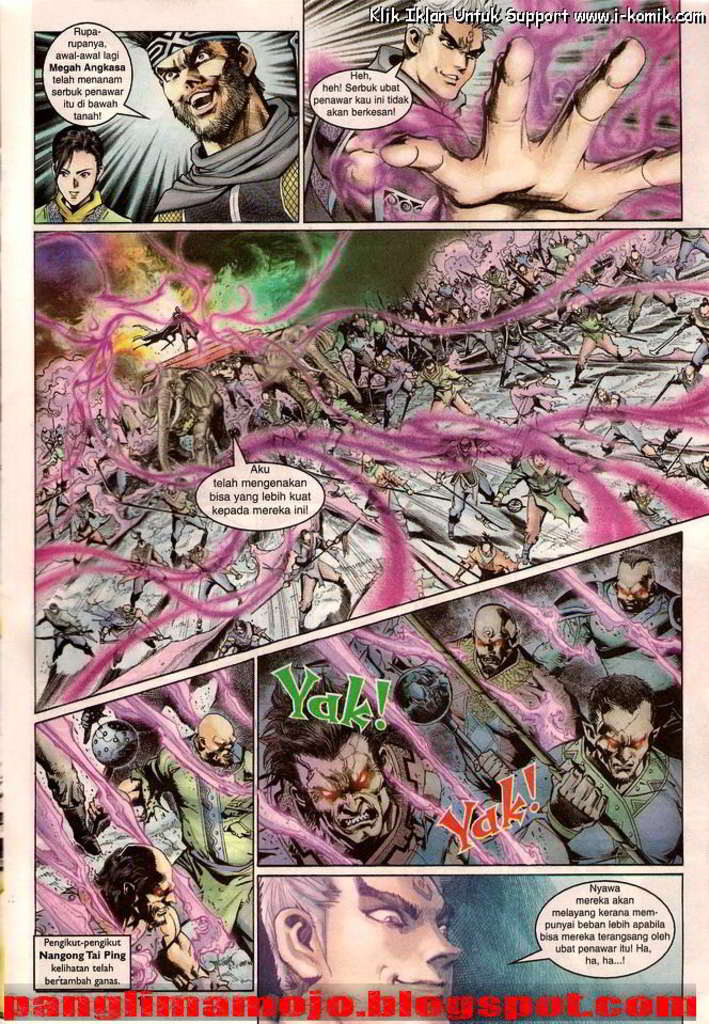 Klik Iklan Untuk Support www.i-komik.com
Rupa-
rupanya,
awal-awal lagi
Megah Angkasa
telah menanam
serbuk penawar
itu di bawah
tanah!
Heh,
heh! Serbuk ubat
penawar kau ini tidak
akan berkesan!
Aku
telah mengenakan
bisa yang lebih kuat
kepada mereka ini!
Yak!
Yak!
Pengikut-pengikut
Nangong Tai Ping
kelihatan telah
bertambah ganas.
Nyawa
mereka akan
melayang kerana mem-
punyai beban lebih apabila
bisa mereka terangsang oleh
ubat penawar itu! Ha,
ha, ha...!
panglimamojo.blogspot.com